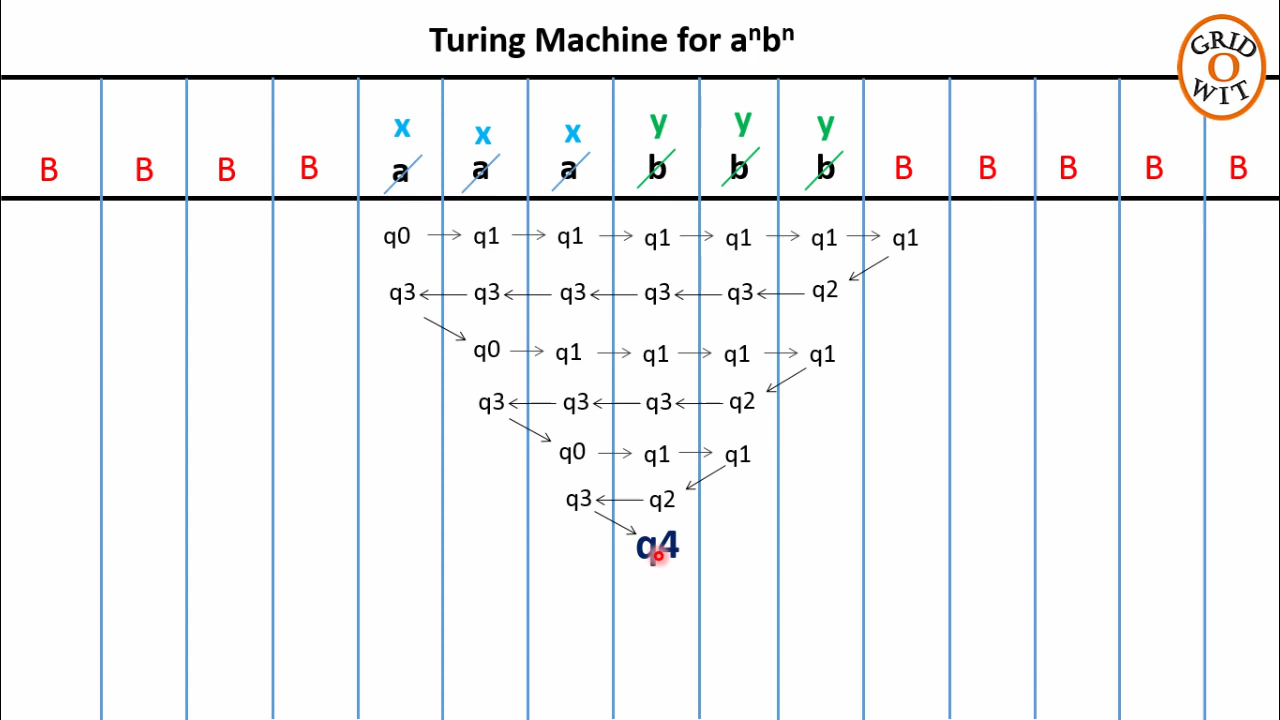 Turing Machine for aⁿbⁿ
GRID
O
WIT
x x x y y y
B B B B a a a b b b B B B B B
q0 → q1 → q1 → q1 → q1 → q1 → q1
q3 ← q3 ← q3 ← q3 ← q3 ← q2
q0 → q1 → q1 → q1 → q1
q3 ← q3 ← q3 ← q2
q0 → q1 → q1
q3 ← q2
q4